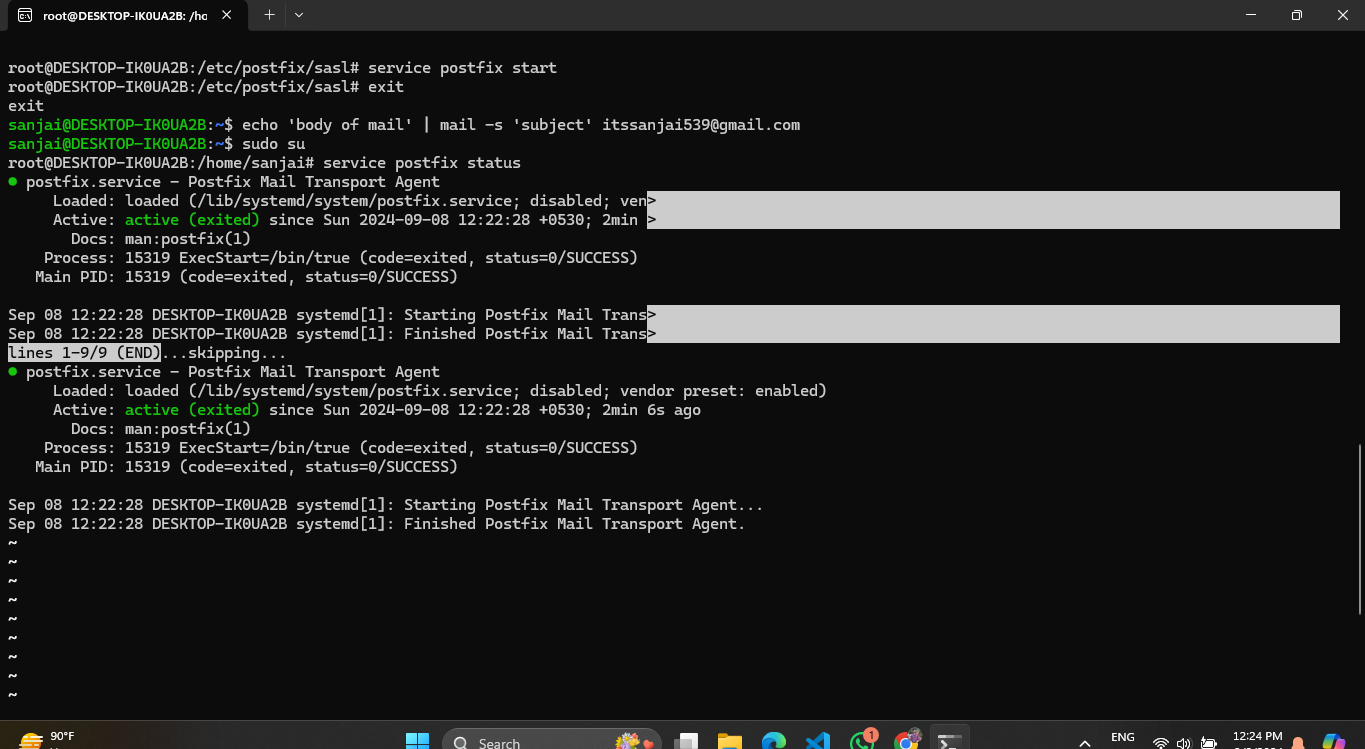 root@DESKTOP-IK0UA2B: /ho
root@DESKTOP-IK0UA2B:/etc/postfix/sasl# service postfix start
root@DESKTOP-IK0UA2B:/etc/postfix/sasl# exit
exit
sanjai@DESKTOP-IK0UA2B:~$ echo 'body of mail' | mail -s 'subject' itssanjai539@gmail.com
sanjai@DESKTOP-IK0UA2B:~$ sudo su
root@DESKTOP-IK0UA2B:/home/sanjai# service postfix status
● postfix.service - Postfix Mail Transport Agent
Loaded: loaded (/lib/systemd/system/postfix.service; disabled; ven>
Active: active (exited) since Sun 2024-09-08 12:22:28 +0530; 2min >
Docs: man:postfix(1)
Process: 15319 ExecStart=/bin/true (code=exited, status=0/SUCCESS)
Main PID: 15319 (code=exited, status=0/SUCCESS)
Sep 08 12:22:28 DESKTOP-IK0UA2B systemd[1]: Starting Postfix Mail Trans>
Sep 08 12:22:28 DESKTOP-IK0UA2B systemd[1]: Finished Postfix Mail Trans>
lines 1-9/9 (END)...skipping...
● postfix.service - Postfix Mail Transport Agent
Loaded: loaded (/lib/systemd/system/postfix.service; disabled; vendor preset: enabled)
Active: active (exited) since Sun 2024-09-08 12:22:28 +0530; 2min 6s ago
Docs: man:postfix(1)
Process: 15319 ExecStart=/bin/true (code=exited, status=0/SUCCESS)
Main PID: 15319 (code=exited, status=0/SUCCESS)
Sep 08 12:22:28 DESKTOP-IK0UA2B systemd[1]: Starting Postfix Mail Transport Agent...
Sep 08 12:22:28 DESKTOP-IK0UA2B systemd[1]: Finished Postfix Mail Transport Agent.
~
~
~
~
~
~
~
~
~
90°F
Search
1
ENG
12:24 PM